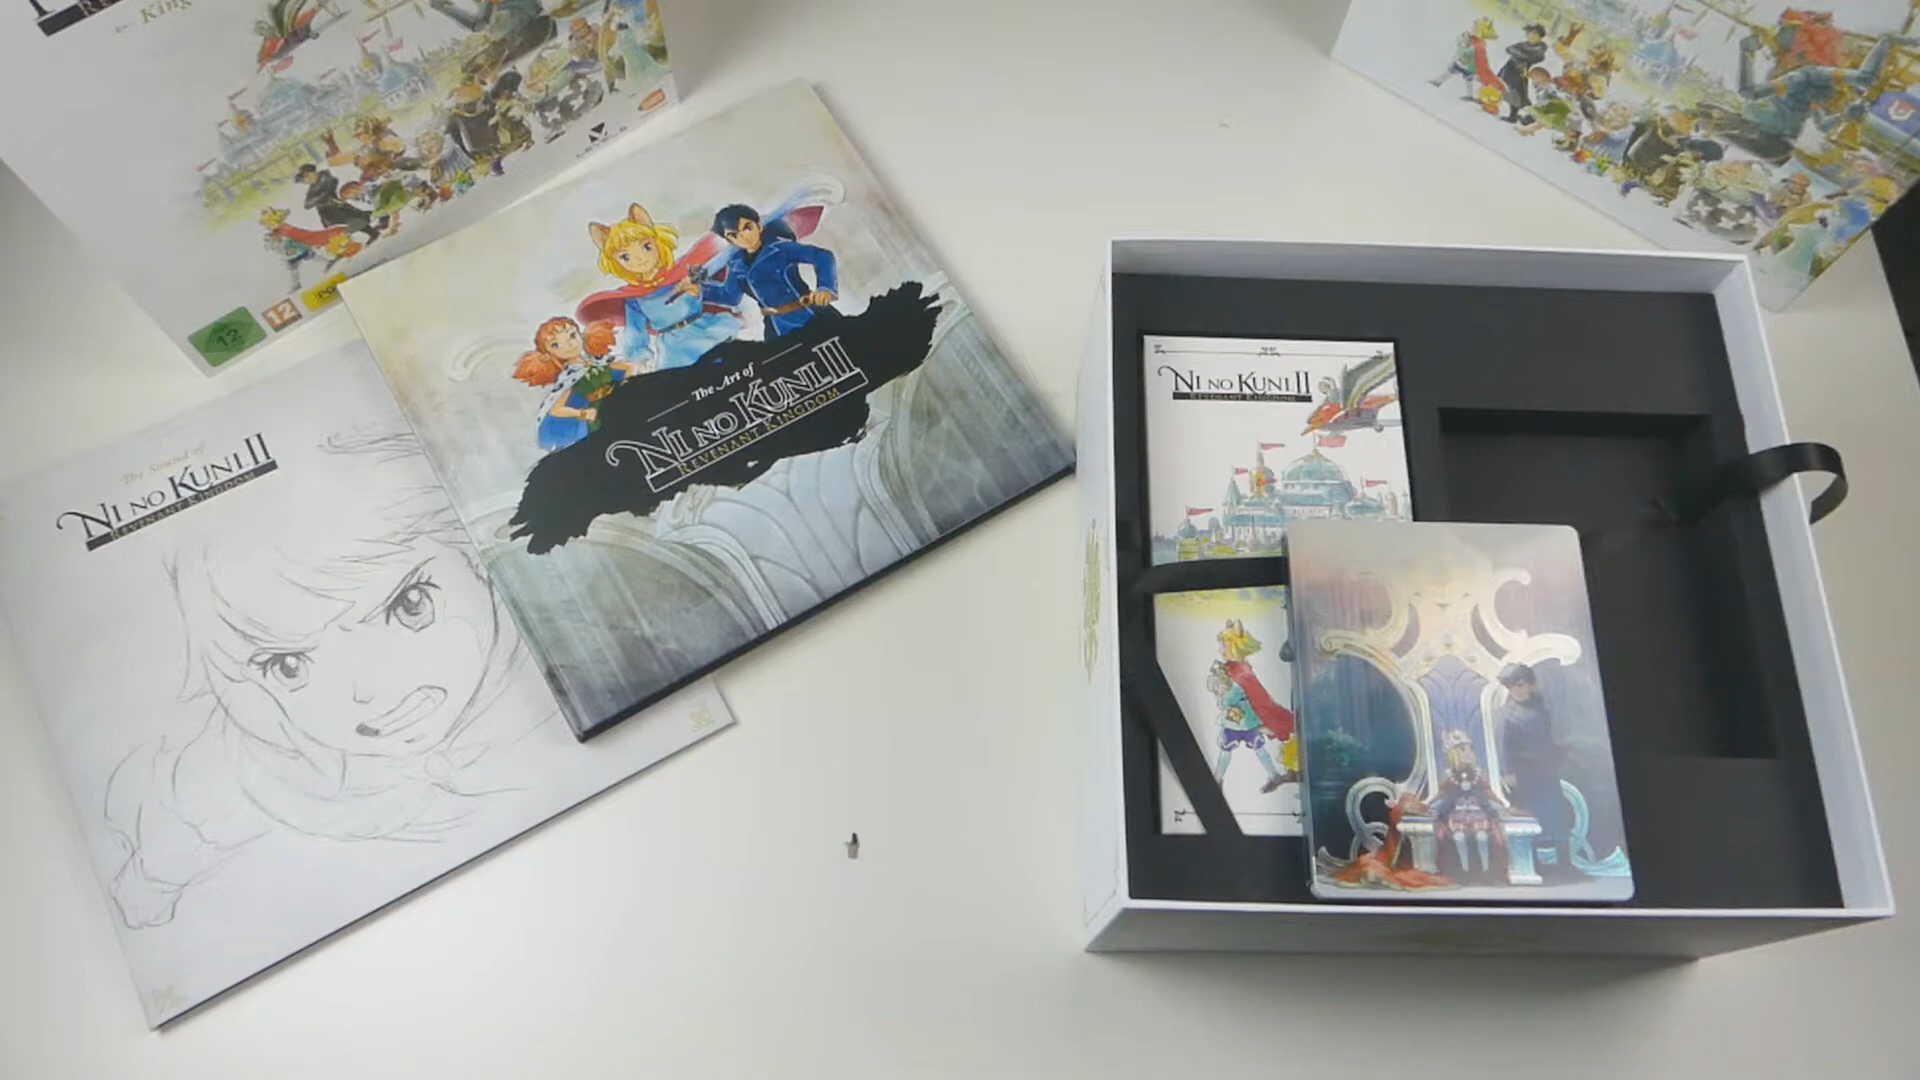 King
12
12
The Art of
NI NO KUNI II
REVENANT KINGDOM
The Sound of
NI NO KUNI II
REVENANT KINGDOM
NI NO KUNI II
REVENANT KINGDOM